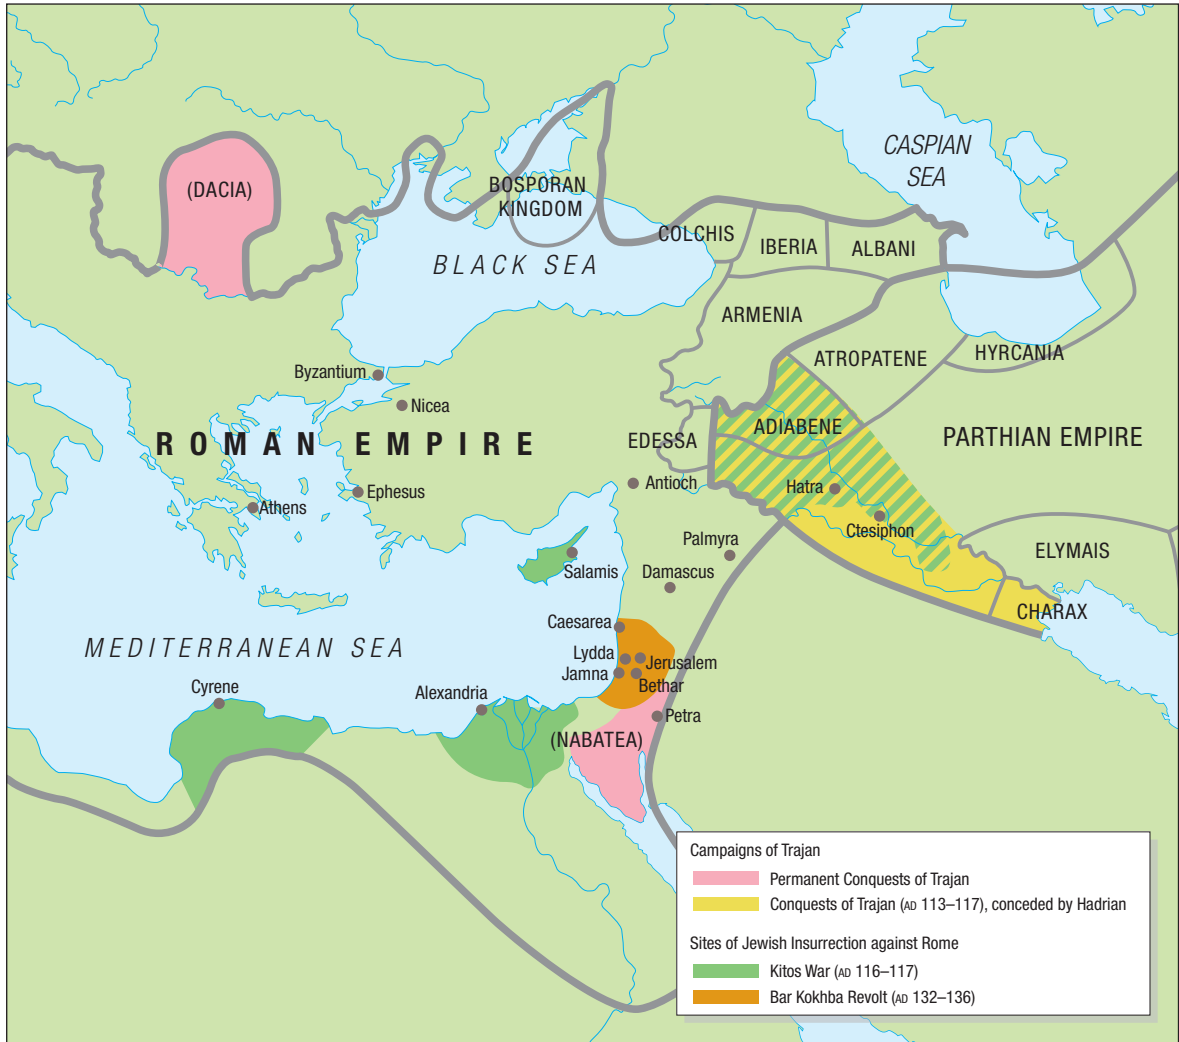 CASPIAN
SEA
(DACIA)
BOSPORAN
KINGDOM
COLCHIS
IBERIA
ALBANI
BLACK SEA
ARMENIA
ATROPATENE
HYRCANIA
Byzantium
Nicea
ROMAN EMPIRE
EDESSA
ADIABENE
PARTHIAN EMPIRE
Antioch
Hatra
Ephesus
Athens
Ctesiphon
Palmyra
ELYMAIS
Salamis
Damascus
CHARAX
Caesarea
MEDITERRANEAN SEA
Lydda
Jerusalem
Jamna
Bethar
Cyrene
Alexandria
Petra
(NABATEA)
Campaigns of Trajan
Permanent Conquests of Trajan
Conquests of Trajan (AD 113–117), conceded by Hadrian
Sites of Jewish Insurrection against Rome
Kitos War (AD 116–117)
Bar Kokhba Revolt (AD 132–136)